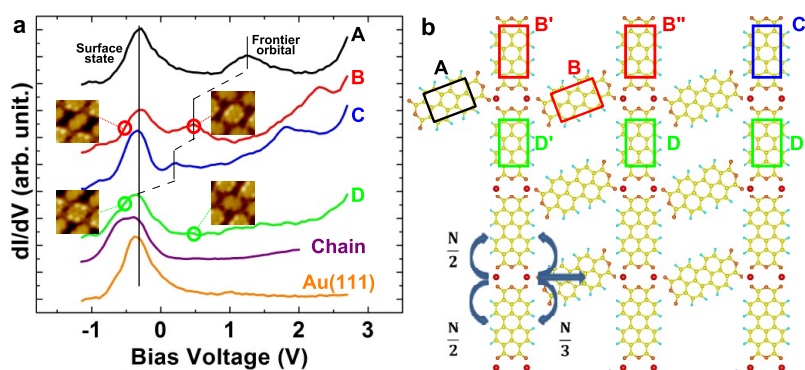 a
Surface
state
Frontier
orbital
A
B
C
D
Chain
Au(111)
dI/dV (arb. unit.)
-1
0
1
2
3
Bias Voltage (V)
b
B'
B"
C
A
B
D'
D
D
N
2
N
2
N
3